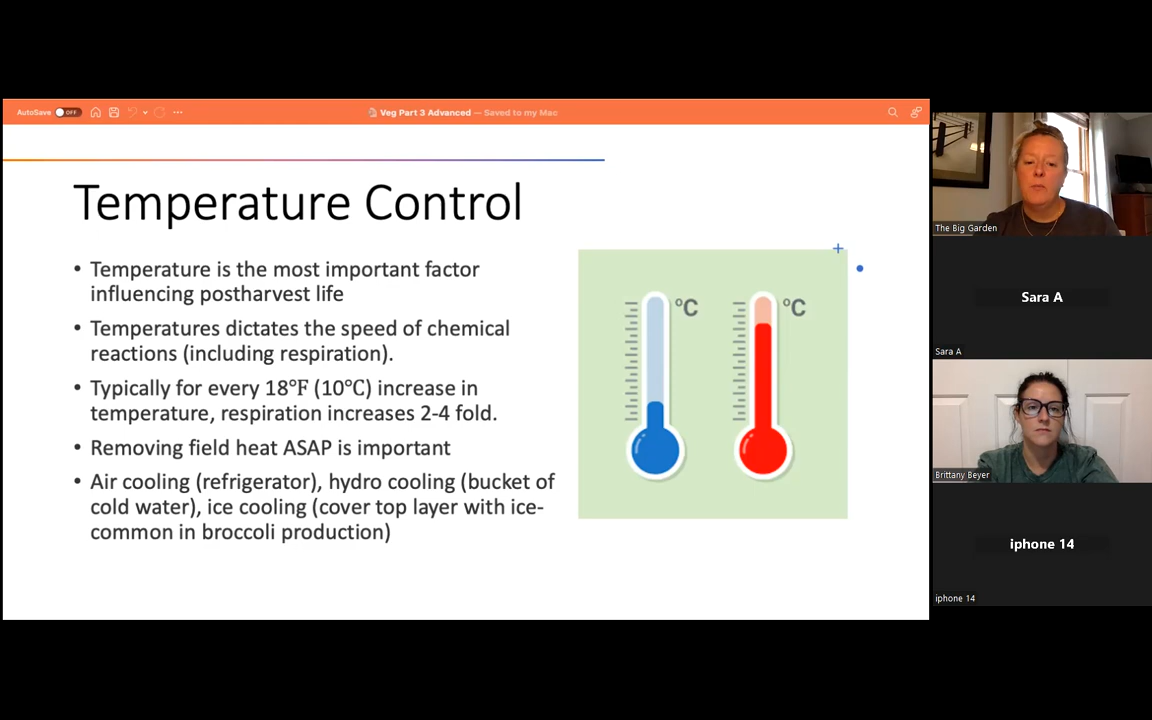 AutoSave OFF
Veg Part 3 Advanced — Saved to my Mac
Temperature Control
• Temperature is the most important factor
influencing postharvest life
• Temperatures dictates the speed of chemical
reactions (including respiration).
• Typically for every 18°F (10°C) increase in
temperature, respiration increases 2-4 fold.
• Removing field heat ASAP is important
• Air cooling (refrigerator), hydro cooling (bucket of
cold water), ice cooling (cover top layer with ice-
common in broccoli production)
°C
°C
The Big Garden
Sara A
Sara A
Brittany Beyer
iphone 14
iphone 14